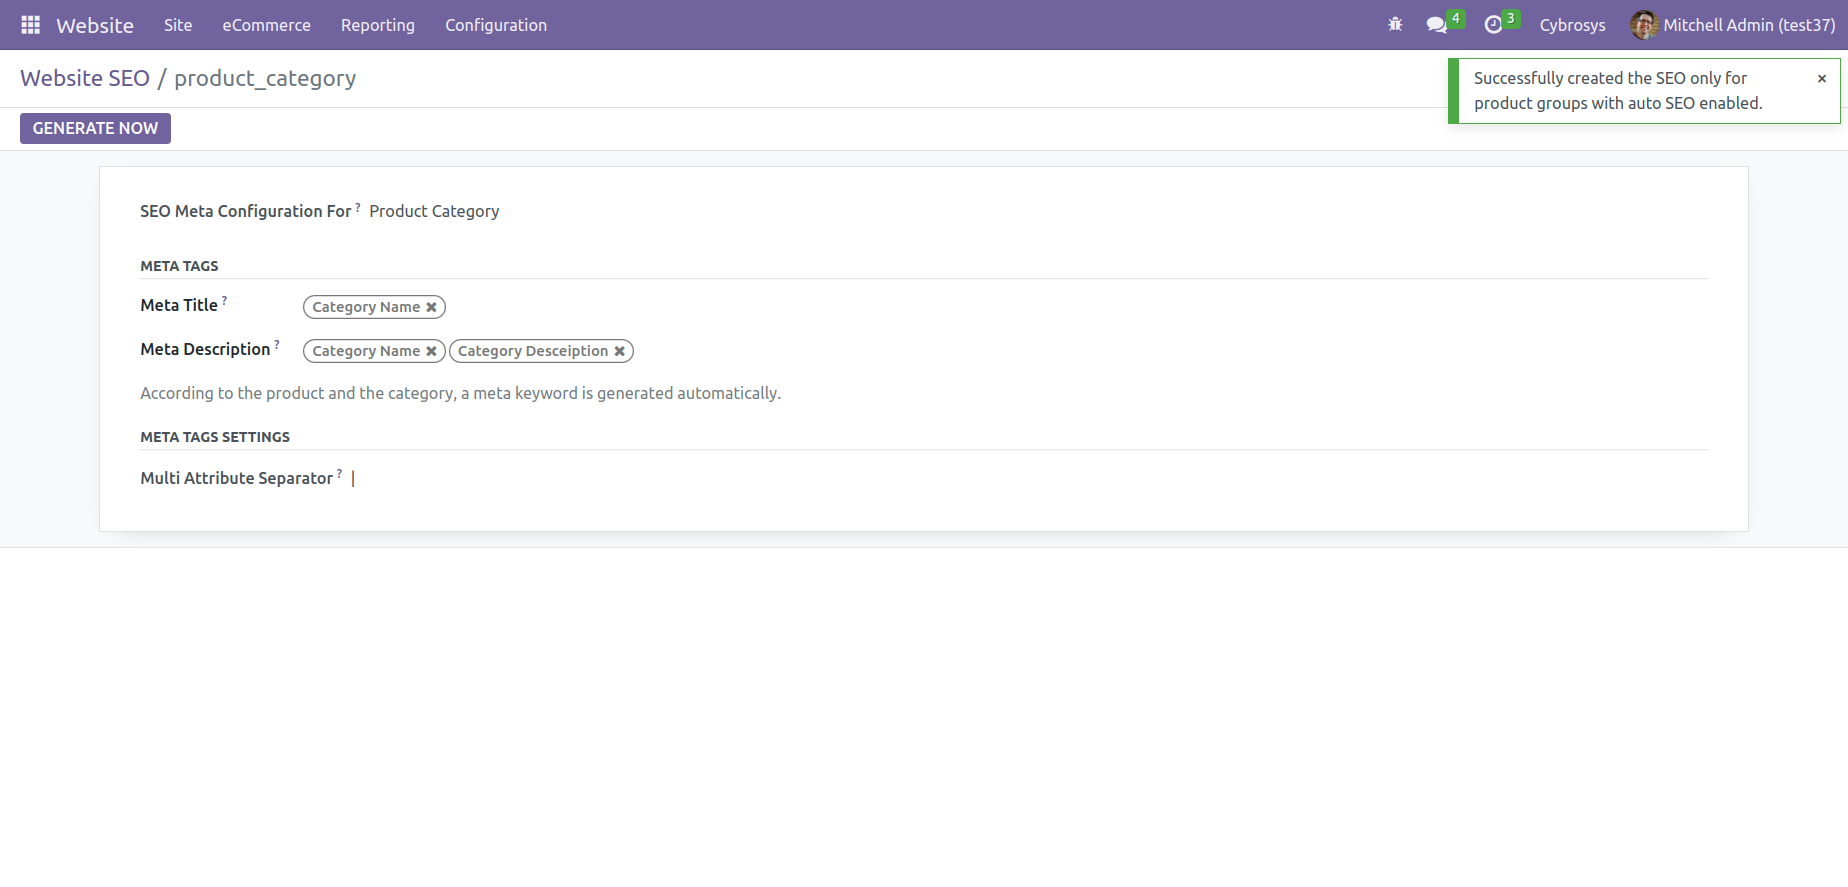 Website Site eCommerce Reporting Configuration 4 3 Cybrosys Mitchell Admin (test37)
Website SEO / product_category
Successfully created the SEO only for ×
product groups with auto SEO enabled.
GENERATE NOW
SEO Meta Configuration For ? Product Category
META TAGS
Meta Title ? Category Name ✖
Meta Description ? Category Name ✖ Category Desceiption ✖
According to the product and the category, a meta keyword is generated automatically.
META TAGS SETTINGS
Multi Attribute Separator ? |